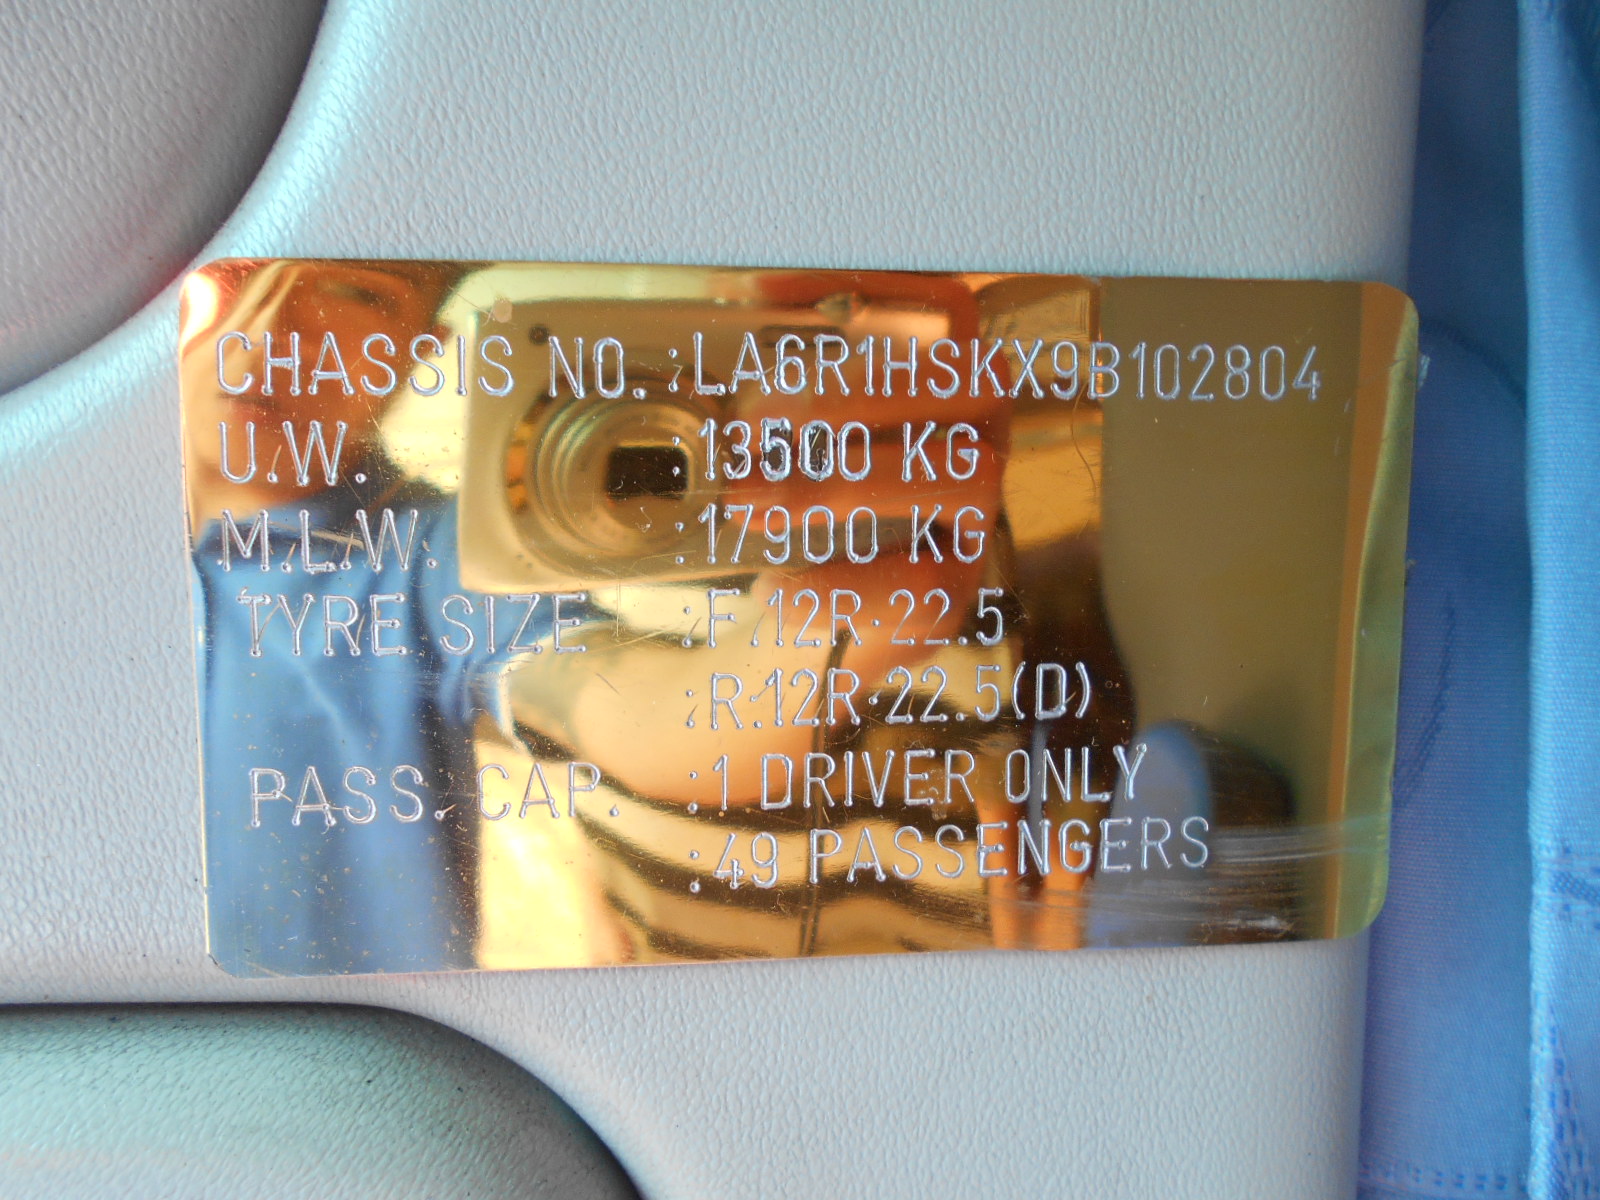 CHASSIS NO. :LA6R1HSKX9B102804
U.W. :13500 KG
M.L.W. :17900 KG
TYRE SIZE :F.12R.22.5
:R.12R.22.5(D)
PASS. CAP. :1 DRIVER ONLY
:49 PASSENGERS